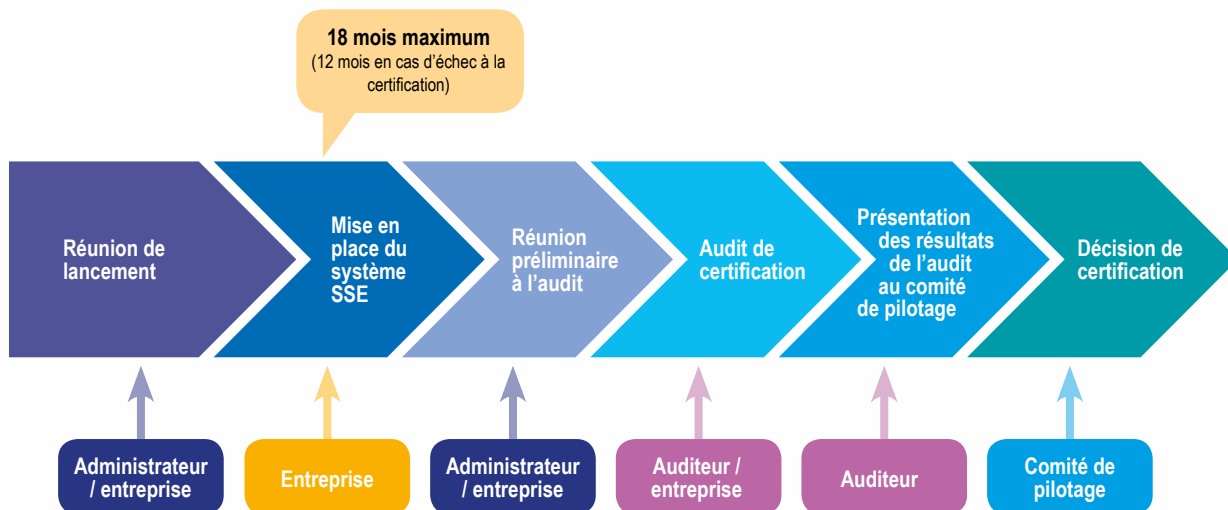 18 mois maximum
(12 mois en cas d’échec à la
certification)
Réunion de
lancement
Mise en
place du
système
SSE
Réunion
préliminaire
à l’audit
Audit de
certification
Présentation
des résultats
de l’audit
au comité
de pilotage
Décision de
certification
Administrateur
/ entreprise
Entreprise
Administrateur
/ entreprise
Auditeur /
entreprise
Auditeur
Comité de
pilotage